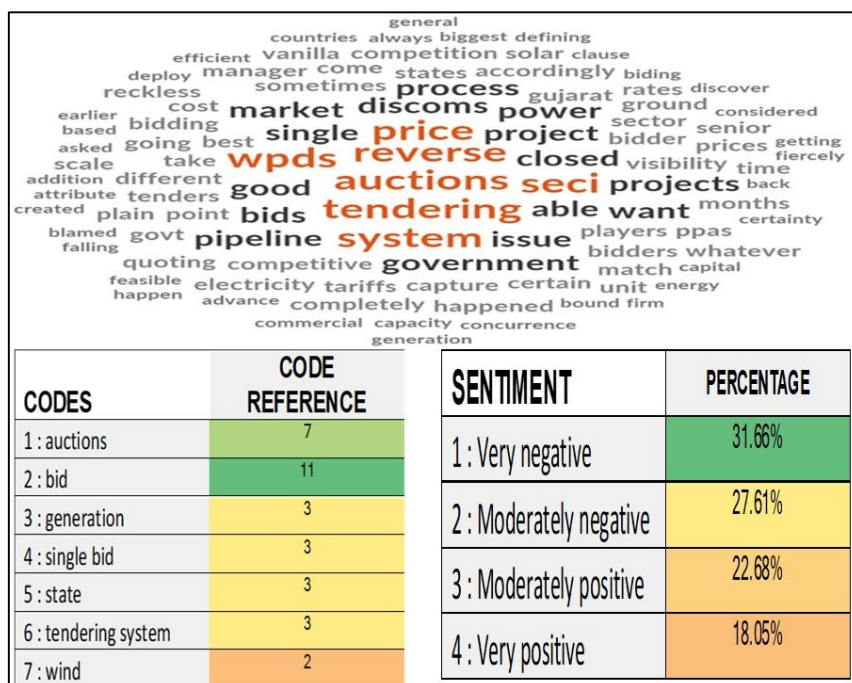 general
countries always biggest defining
efficient vanilla competition solar clause
deploy manager come states accordingly biding
reckless sometimes process gujarat rates discover
cost market discoms power ground
earlier considered
based bidding single price project sector senior
asked going best bidder prices getting
scale take wpds reverse closed visibility time fiercely
addition different good auctions seci projects back
attribute tenders months
created plain point bids tendering able want certainty
blamed govt pipeline system issue players ppas
falling bidders whatever
quoting competitive government match capital
feasible electricity tariffs capture certain unit energy
happen advance completely happened bound firm
commercial capacity concurrence
generation
CODES CODE REFERENCE
1 : auctions 7
2 : bid 11
3 : generation 3
4 : single bid 3
5 : state 3
6 : tendering system 3
7 : wind 2
SENTIMENT PERCENTAGE
1 : Very negative 31.66%
2 : Moderately negative 27.61%
3 : Moderately positive 22.68%
4 : Very positive 18.05%